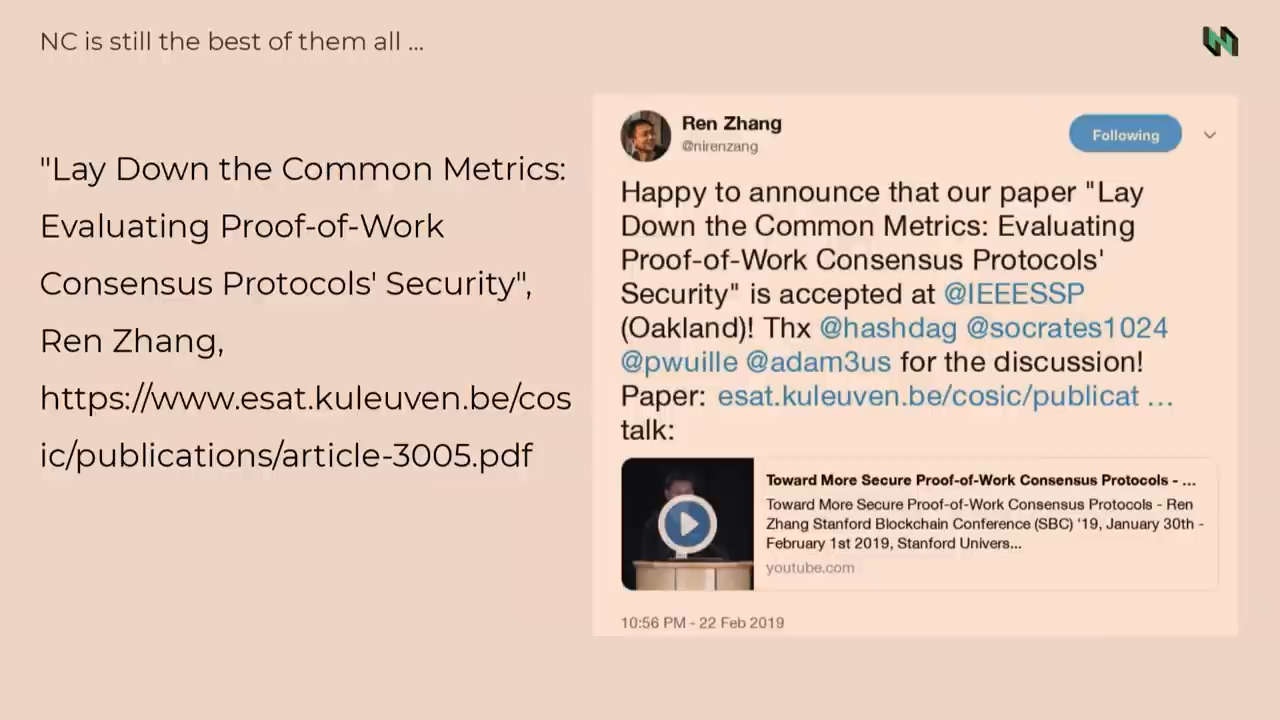 NC is still the best of them all ...
"Lay Down the Common Metrics:
Evaluating Proof-of-Work
Consensus Protocols' Security",
Ren Zhang,
https://www.esat.kuleuven.be/cos
ic/publications/article-3005.pdf
Ren Zhang
@nirenzang
Following
Happy to announce that our paper "Lay
Down the Common Metrics: Evaluating
Proof-of-Work Consensus Protocols'
Security" is accepted at @IEEESSP
(Oakland)! Thx @hashdag @socrates1024
@pwuille @adam3us for the discussion!
Paper: esat.kuleuven.be/cosic/publicat ...
talk:
Toward More Secure Proof-of-Work Consensus Protocols - ...
Toward More Secure Proof-of-Work Consensus Protocols - Ren
Zhang Stanford Blockchain Conference (SBC) '19, January 30th -
February 1st 2019, Stanford Univers...
youtube.com
10:56 PM - 22 Feb 2019